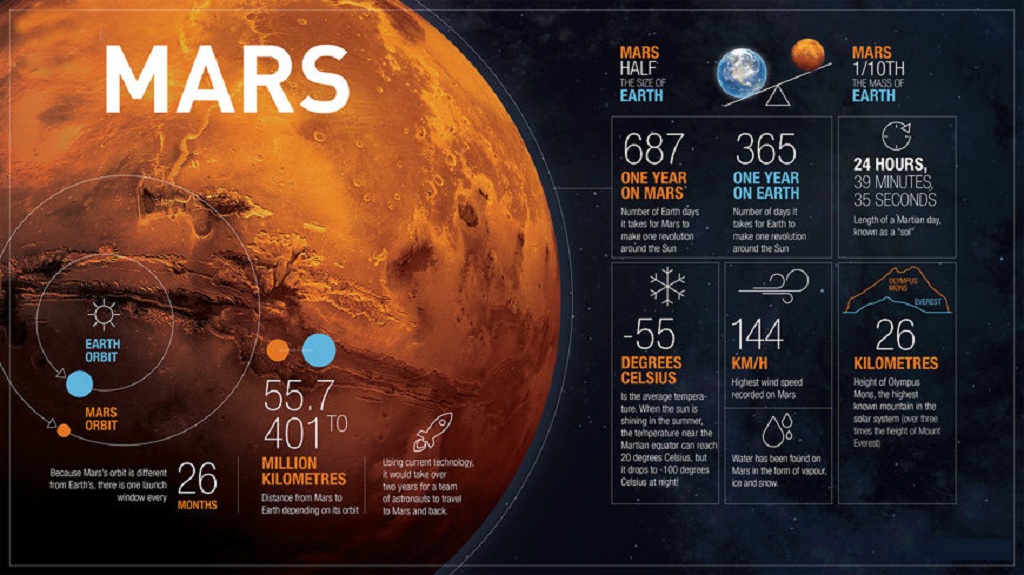 MARS
MARS
HALF
THE SIZE OF
EARTH
MARS
1/10TH
THE MASS OF
EARTH
687
ONE YEAR
ON MARS
Number of Earth days
it takes for Mars to
make one revolution
around the Sun
365
ONE YEAR
ON EARTH
Number of days it
takes for Earth to
make one revolution
around the Sun
24 HOURS,
39 MINUTES,
35 SECONDS
Length of a Martian day,
known as a "sol"
-55
DEGREES
CELSIUS
Is the average tempera-
ture. When the sun is
shining in the summer,
the temperature near the
Martian equator can reach
20 degrees Celsius, but
it drops to -100 degrees
Celsius at night!
144
KM/H
Highest wind speed
recorded on Mars
Water has been found on
Mars in the form of vapour,
ice and snow.
OLYMPUS
MONS
EVEREST
26
KILOMETRES
Height of Olympus
Mons, the highest
known mountain in the
solar system (over three
times the height of Mount
Everest)
EARTH
ORBIT
MARS
ORBIT
Because Mars's orbit is different
from Earth's, there is one launch
window every
26
MONTHS
55.7
401 TO
MILLION
KILOMETRES
Distance from Mars to
Earth depending on its orbit
Using current technology,
it would take over
two years for a team
of astronauts to travel
to Mars and back.